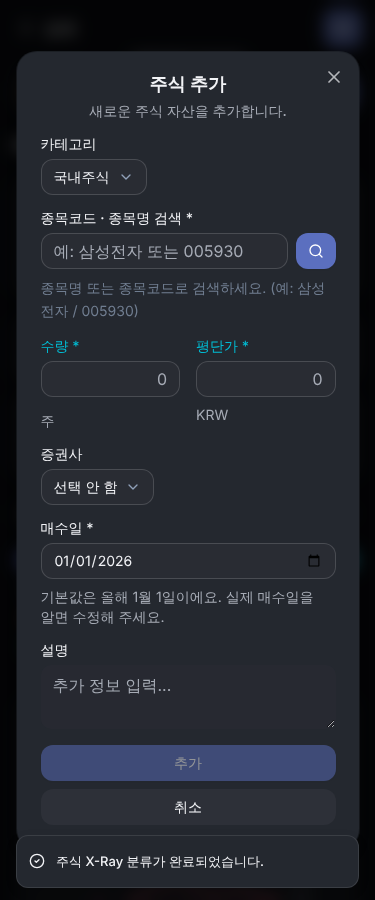 주식 추가
새로운 주식 자산을 추가합니다.
카테고리
국내주식
종목코드 · 종목명 검색 *
예: 삼성전자 또는 005930
종목명 또는 종목코드로 검색하세요. (예: 삼성
전자 / 005930)
수량 * 평단가 *
0 0
주 KRW
증권사
선택 안 함
매수일 *
01/01/2026
기본값은 올해 1월 1일이에요. 실제 매수일을
알면 수정해 주세요.
설명
추가 정보 입력...
추가
취소
주식 X-Ray 분류가 완료되었습니다.